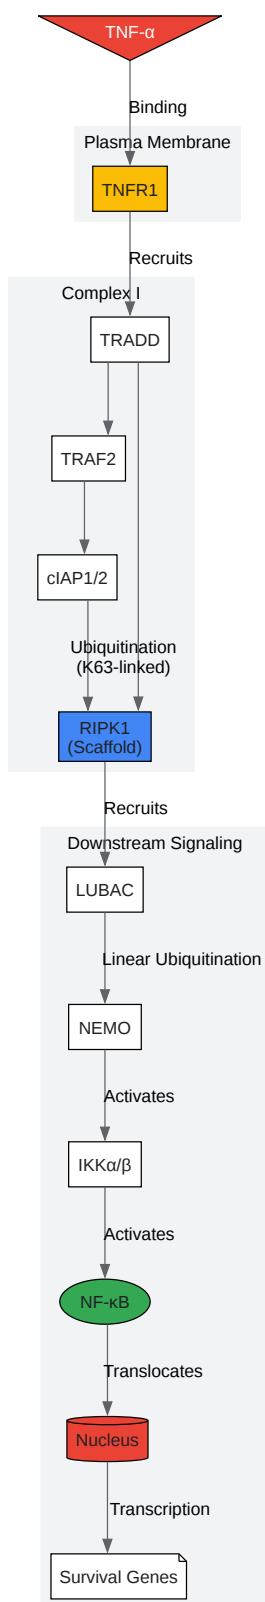 TNF-α
Binding
Plasma Membrane
TNFR1
Recruits
Complex I
TRADD
TRAF2
cIAP1/2
Ubiquitination
(K63-linked)
RIPK1
(Scaffold)
Recruits
Downstream Signaling
LUBAC
Linear Ubiquitination
NEMO
Activates
IKKα/β
Activates
NF-κB
Translocates
Nucleus
Transcription
Survival Genes